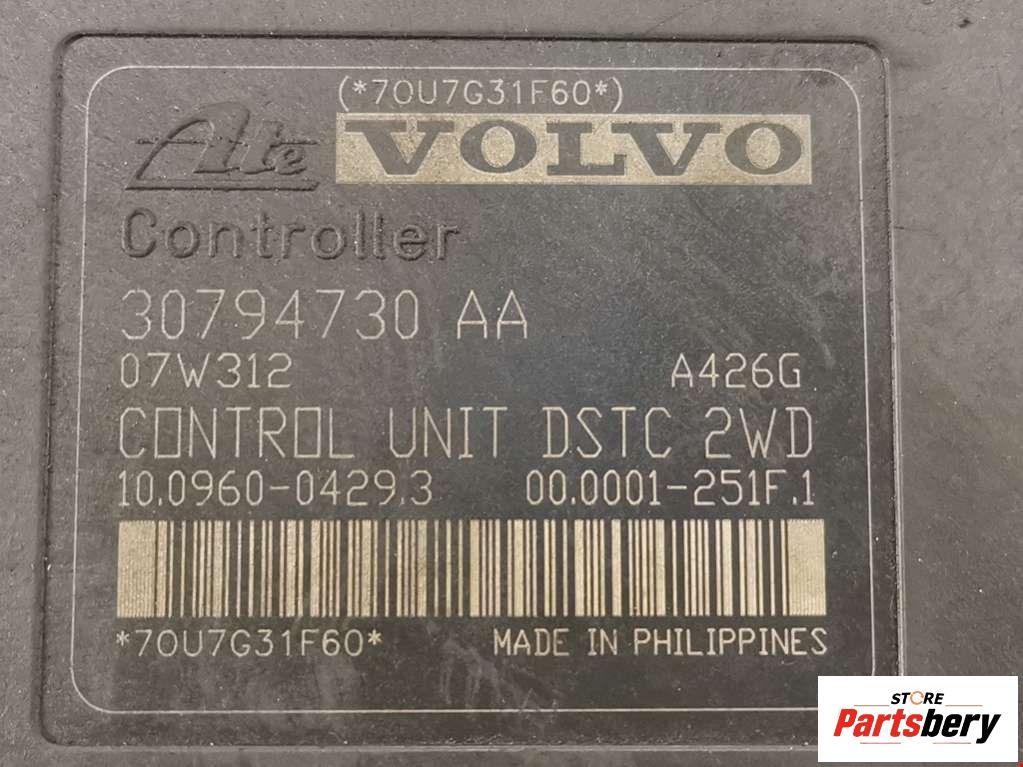 (*70U7G31F60*)
Ate VOLVO
Controller
30794730 AA
07W312 A426G
CONTROL UNIT DSTC 2WD
10.0960-0429.3 00.0001-251F.1
*70U7G31F60* MADE IN PHILIPPINES
STORE
Partsbery